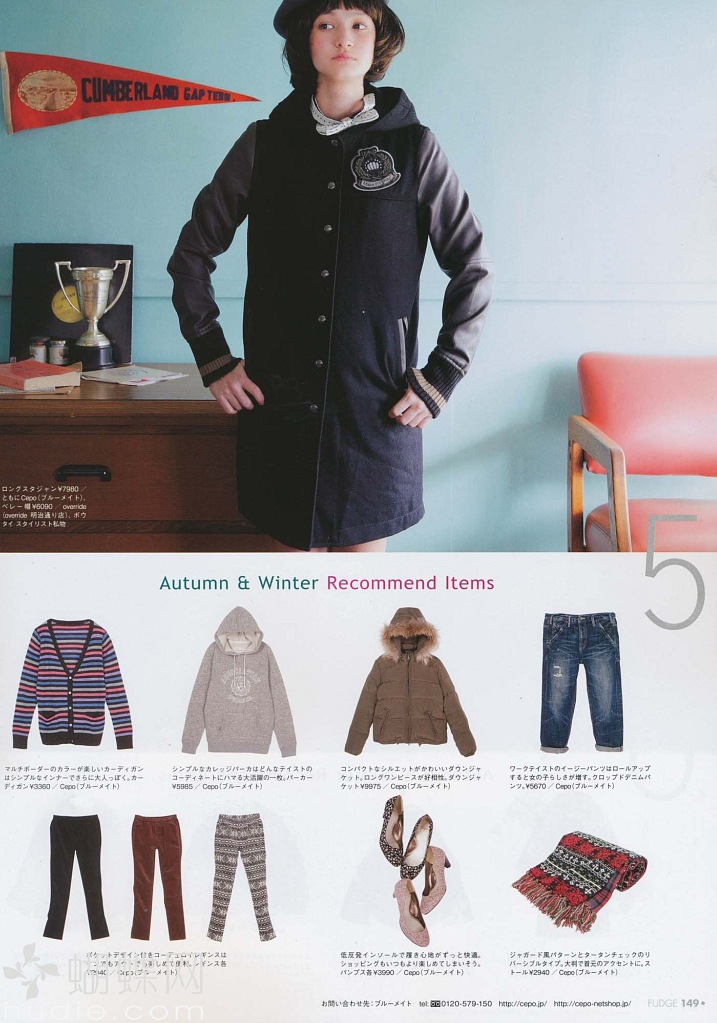 CUMBERLAND GAP TENN.
ロングスタジャン¥7980／
ともにCepo(ブルーメイト)、
ベレー帽¥6090／override
(override 明治通り店)、ボウ
タイ スタイリスト私物
5
Autumn & Winter Recommend Items
マルチボーダーのカラーが楽しいカーディガン
はシンプルなインナーでさらに大人っぽく。カー
ディガン¥3360／Cepo(ブルーメイト)
シンプルなカレッジパーカはどんなテイストの
コーディネートにハマる大活躍の一枚。パーカー
¥5985／Cepo(ブルーメイト)
コンパクトなシルエットがかわいいダウンジャ
ケット。ロングワンピースが好相性。ダウンジャ
ケット¥9975／Cepo(ブルーメイト)
ワークテイストのイージーパンツはロールアップ
すると女の子らしさが増す。クロップドデニムパ
ンツ。¥5670／Cepo(ブルーメイト)
ポケットデザイン付きコーデュロイレギンスは
楽しめて便利。レギンス各
¥2940／Cepo(ブルーメイト)
低反発インソールで履き心地がずっと快適。
ショッピングもいつもより楽しめてしまいそう。
パンプス各¥3990／Cepo(ブルーメイト)
ジャガード風パターンとタータンチェックのリ
バーシブルタイプ。大判で首元のアクセントに。ス
トール¥2940／Cepo(ブルーメイト)
蝴蝶网
hudie.com
お問い合わせ先：ブルーメイト tel:0120-579-150 http://cepo.jp/ http://cepo-netshop.jp/
FUDGE 149